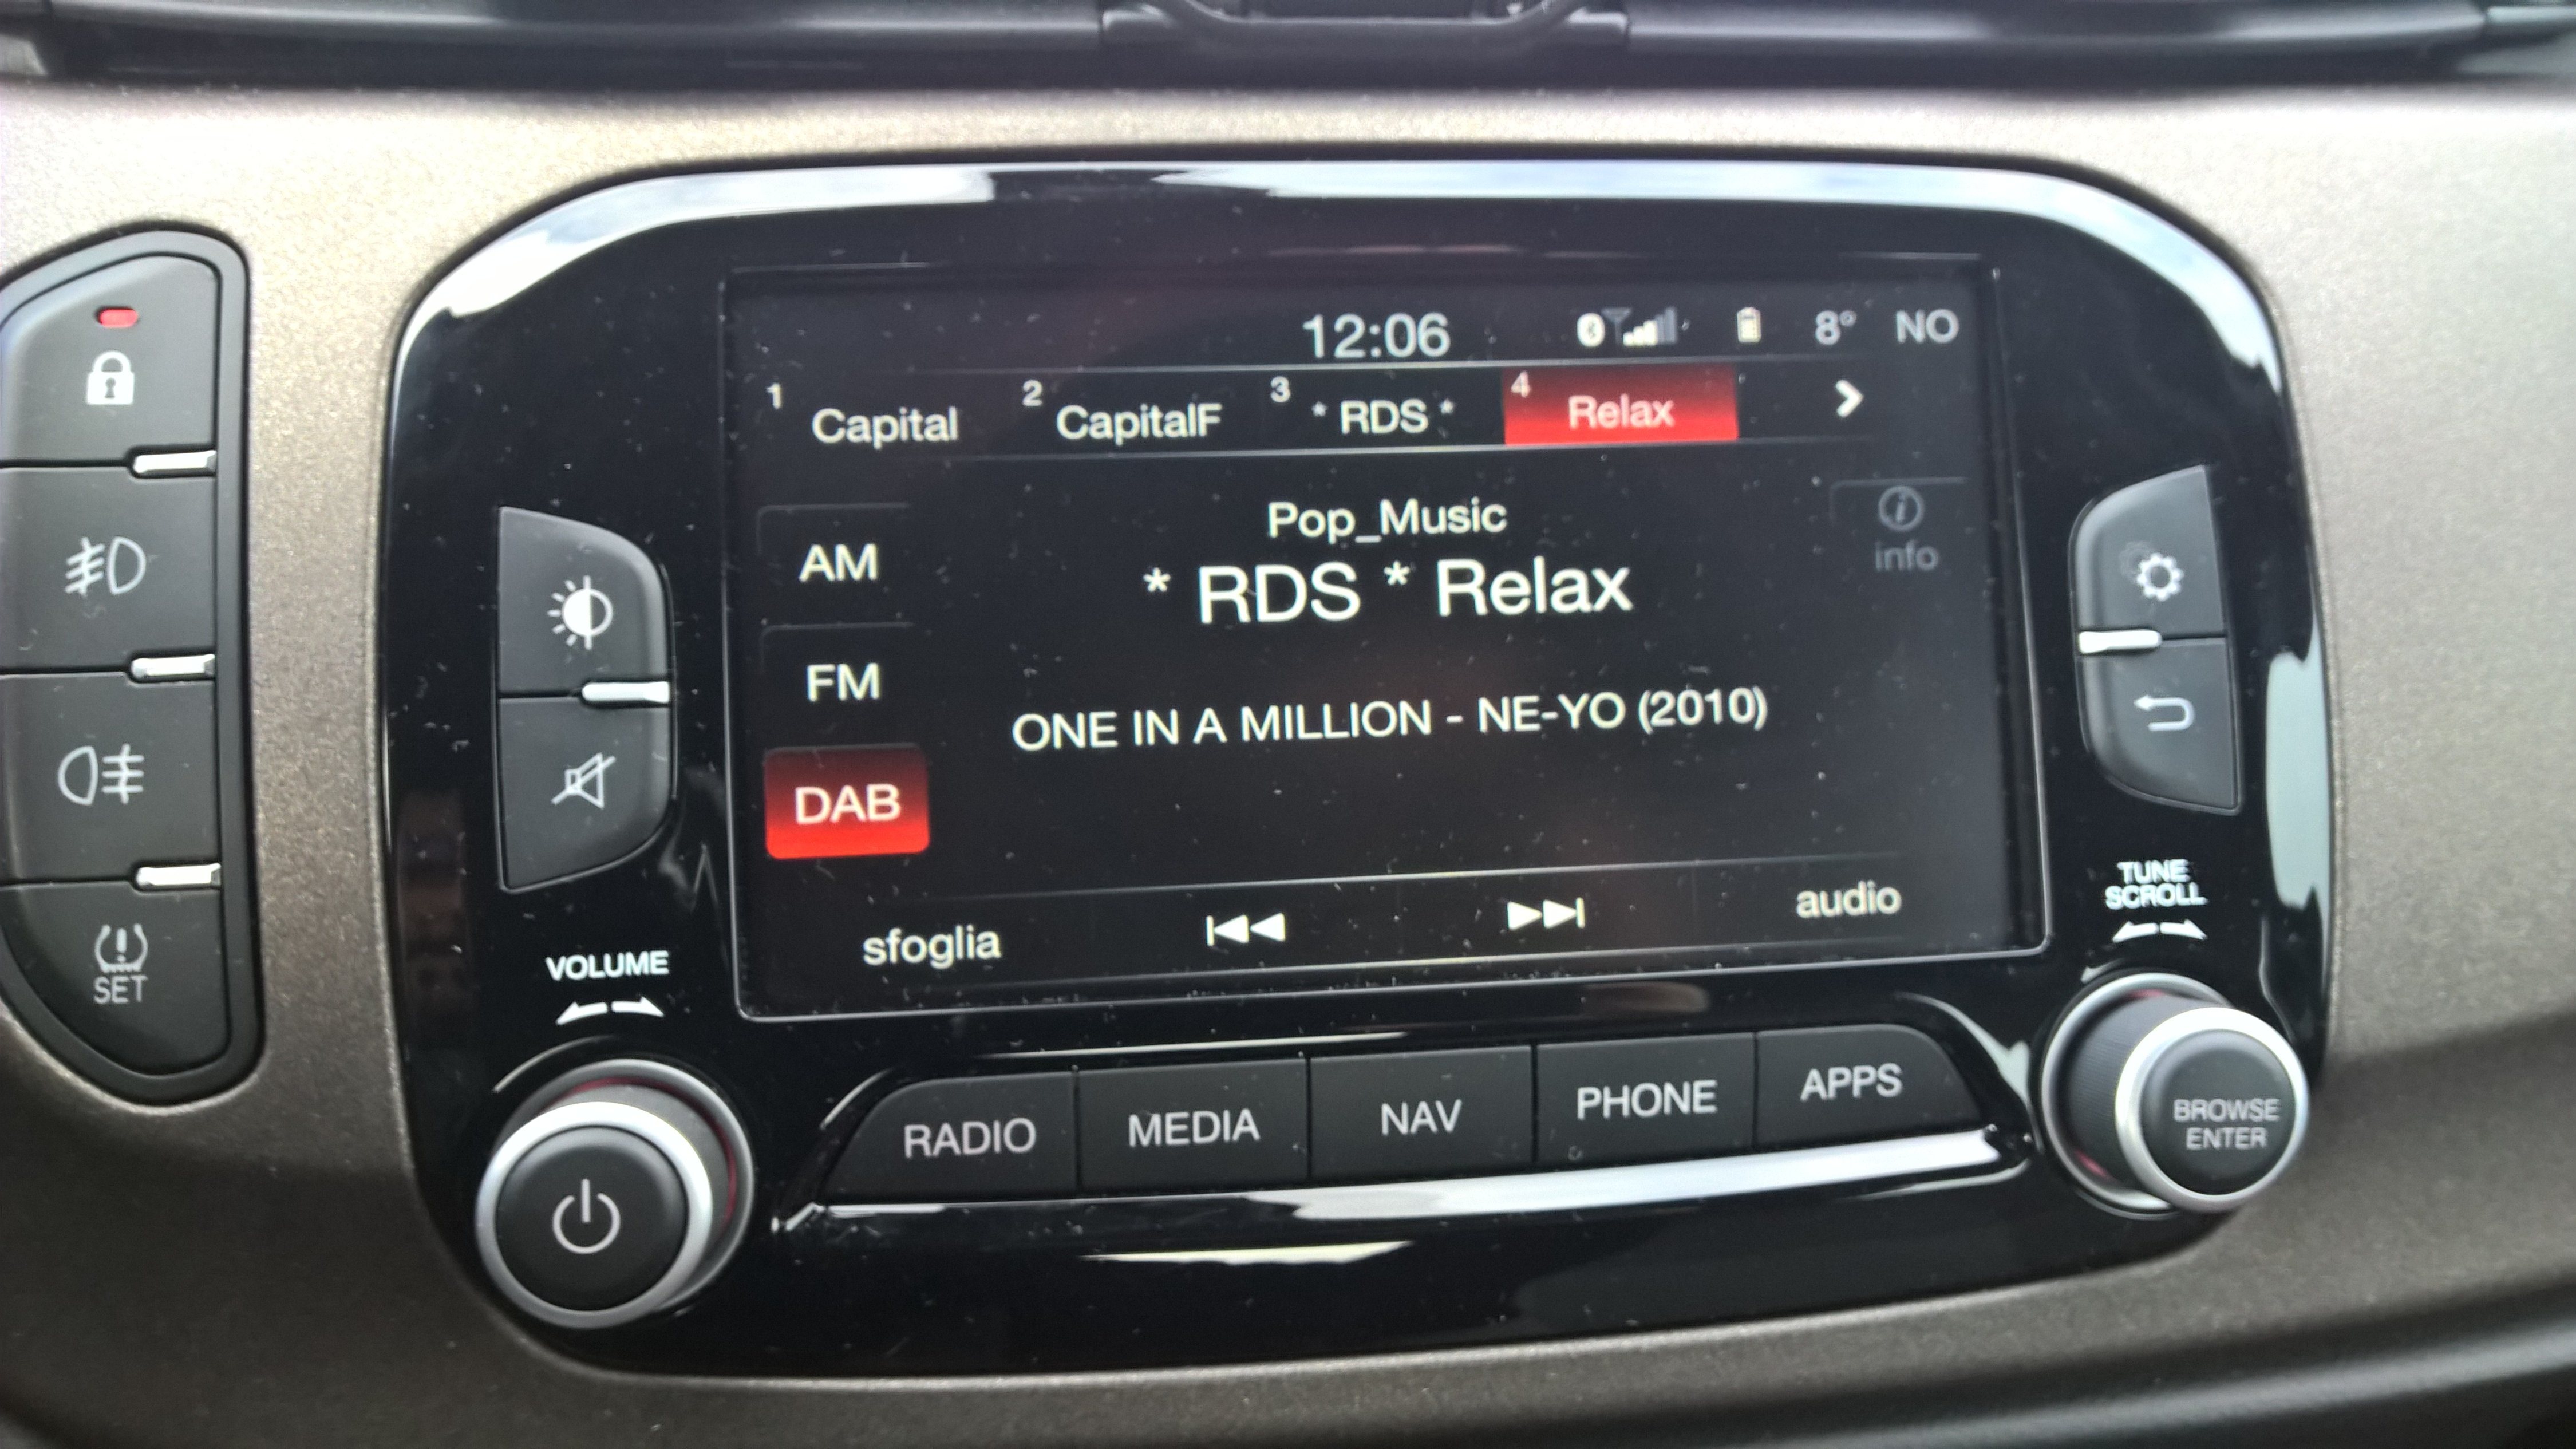 12:06 8° NO
1 Capital 2 CapitalF 3 * RDS * 4 Relax
Pop_Music
info
AM
* RDS * Relax
FM
ONE IN A MILLION - NE-YO (2010)
DAB
sfoglia audio
SET
VOLUME
TUNE
SCROLL
RADIO MEDIA NAV PHONE APPS
BROWSE
ENTER